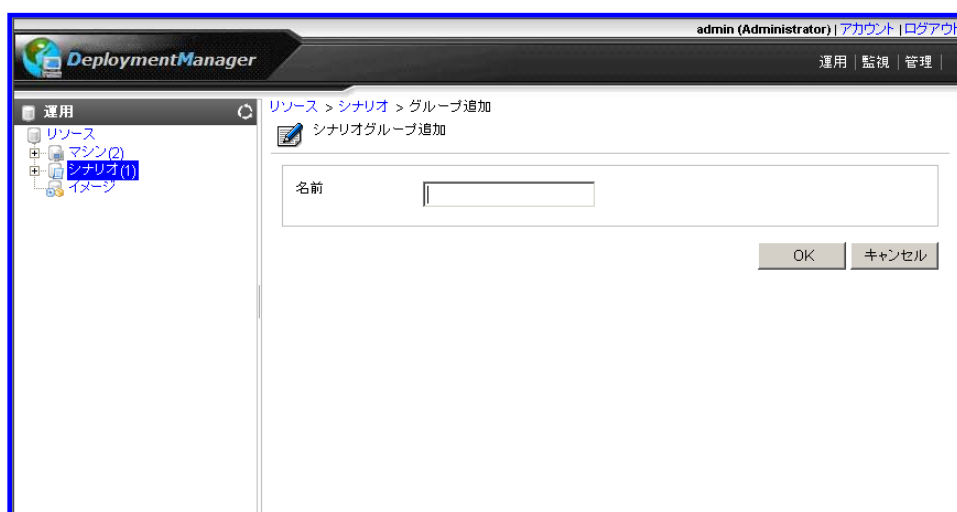 admin (Administrator) | アカウント | ログアウト
DeploymentManager
運用 | 監視 | 管理 |
運用
リソース > シナリオ > グループ追加
シナリオグループ追加
リソース
マシン(2)
シナリオ(1)
イメージ
名前
OK
キャンセル